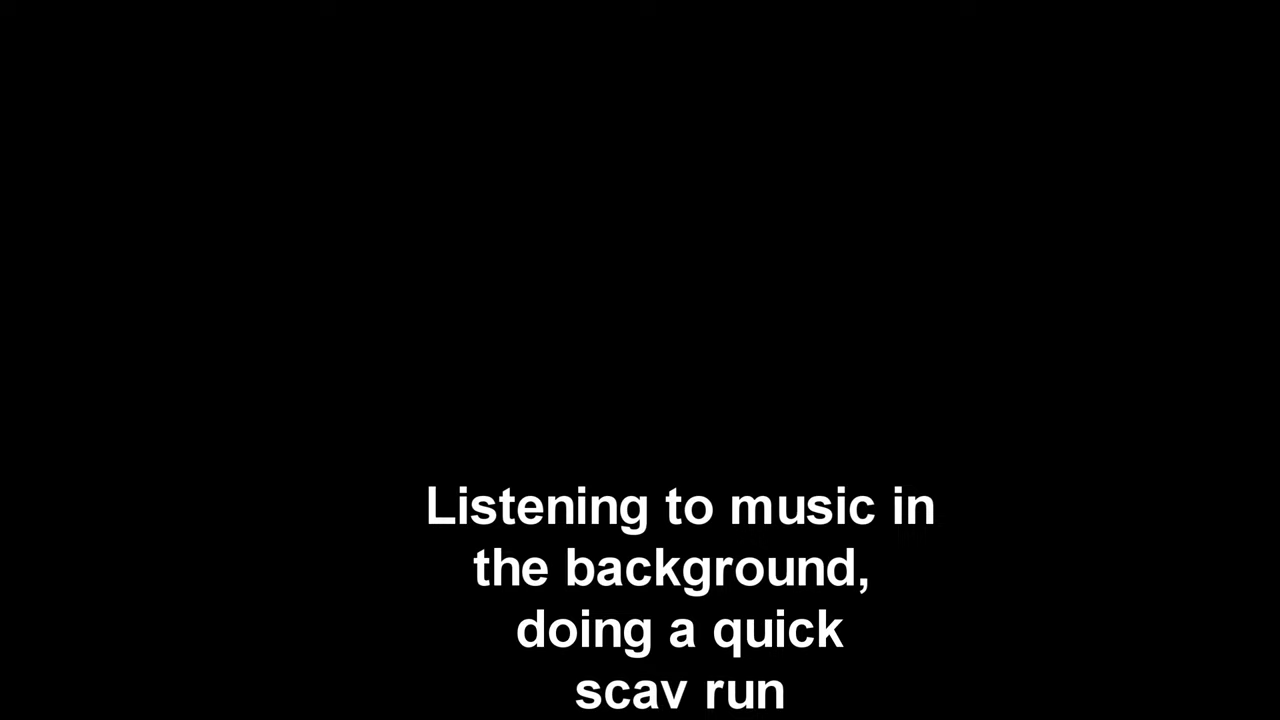 Listening to music in
the background,
doing a quick
scav run